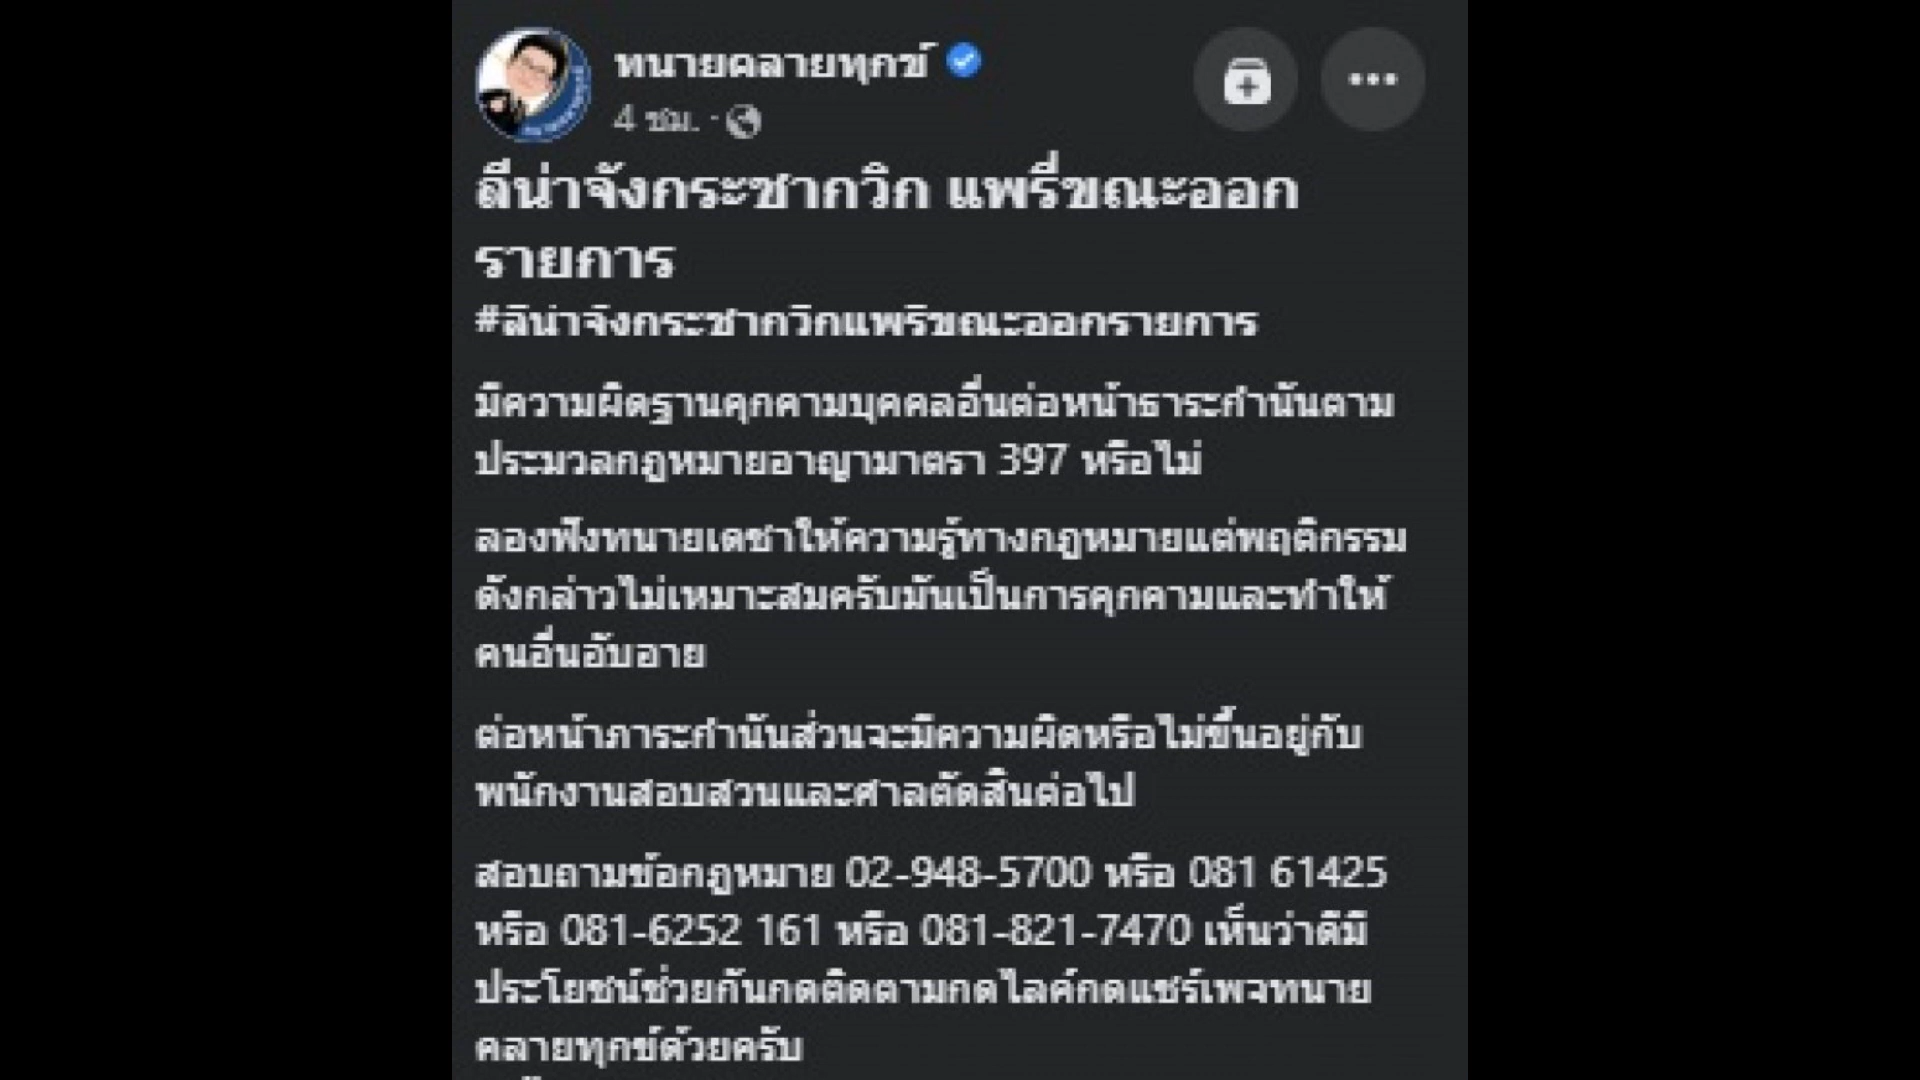 ทนายคลายทุกข์
4 ชม. ·
ลีน่าจังกระชากวิก แพรี่ขณะออก
รายการ
#ลีน่าจังกระชากวิกแพรีขณะออกรายการ
มีความผิดฐานคุกคามบุคคลอื่นต่อหน้าธาระกำนันตาม
ประมวลกฎหมายอาญามาตรา 397 หรือไม่
ลองฟังทนายเดชาให้ความรู้ทางกฎหมายแต่พฤติกรรม
ดังกล่าวไม่เหมาะสมครับมันเป็นการคุกคามและทำให้
คนอื่นอับอาย
ต่อหน้าภาระกำนันส่วนจะมีความผิดหรือไม่ขึ้นอยู่กับ
พนักงานสอบสวนและศาลตัดสินต่อไป
สอบถามข้อกฎหมาย 02-948-5700 หรือ 081 61425
หรือ 081-6252 161 หรือ 081-821-7470 เห็นว่าดีมี
ประโยชน์ช่วยกันกดติดตามกดไลค์กดแชร์เพจทนาย
คลายทุกข์ด้วยครับ